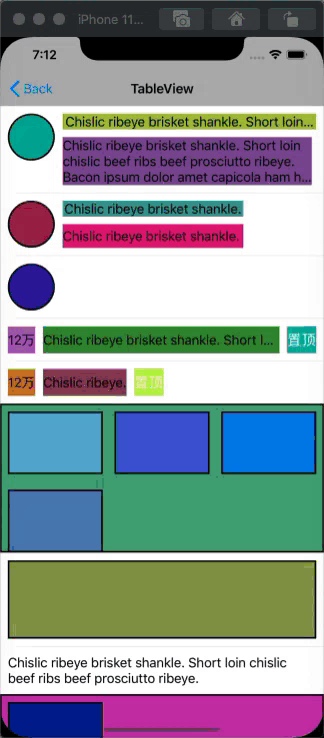 iPhone 11...
7:12
Back
TableView
Chislic ribeye brisket shankle. Short loin...
Chislic ribeye brisket shankle. Short loin
chislic beef ribs beef prosciutto ribeye.
Bacon ipsum dolor amet capicola ham h...
Chislic ribeye brisket shankle.
Chislic ribeye brisket shankle.
12万 Chislic ribeye brisket shankle. Short l... 置顶
12万 Chislic ribeye. 置顶
Chislic ribeye brisket shankle. Short loin chislic
beef ribs beef prosciutto ribeye.